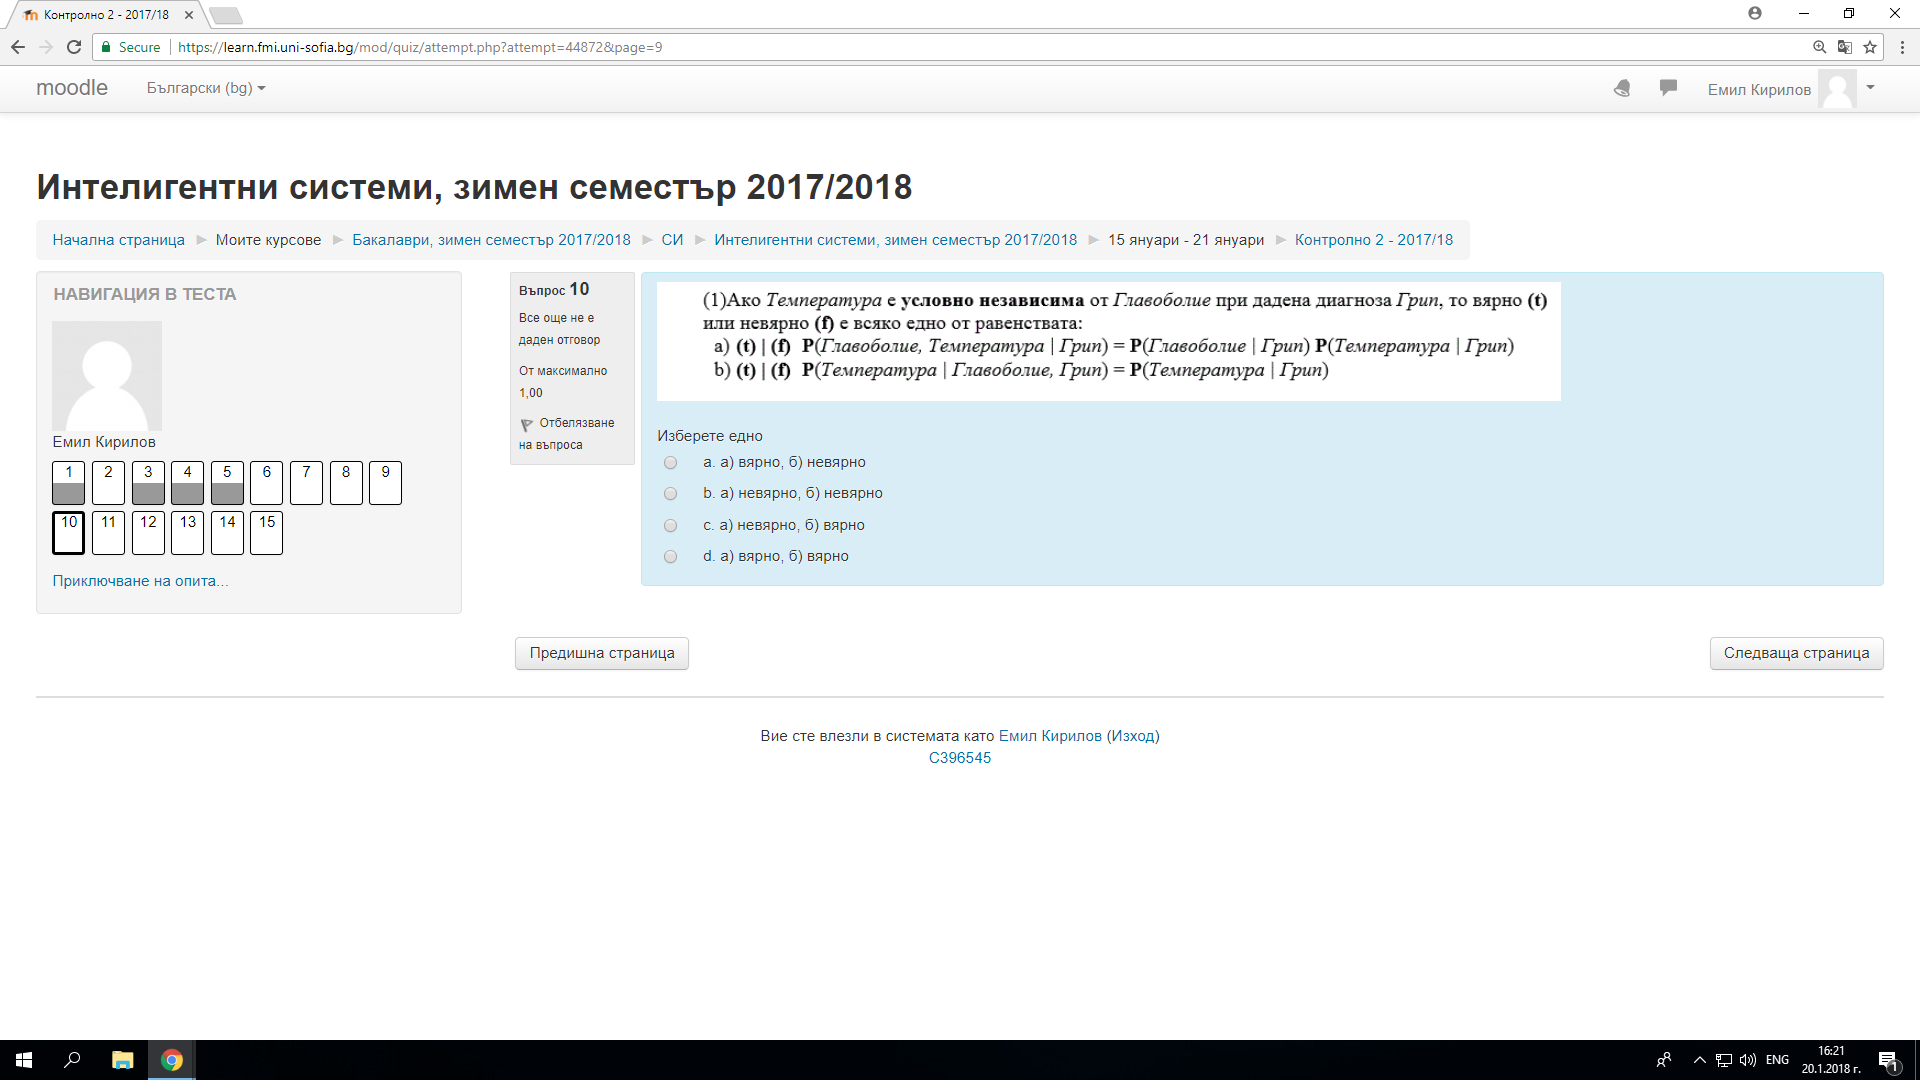 Контролно 2 - 2017/18
Secure
https://learn.fmi.uni-sofia.bg/mod/quiz/attempt.php?attempt=44872&page=9
moodle
Български (bg)
Емил Кирилов
Интелигентни системи, зимен семестър 2017/2018
Начална страница ► Моите курсове ► Бакалаври, зимен семестър 2017/2018 ► СИ ► Интелигентни системи, зимен семестър 2017/2018 ► 15 януари - 21 януари ► Контролно 2 - 2017/18
НАВИГАЦИЯ В ТЕСТА
Емил Кирилов
1 2 3 4 5 6 7 8 9
10 11 12 13 14 15
Приключване на опита...
Въпрос 10
Все още не е
даден отговор
От максимално
1,00
Отбелязване
на въпроса
(1)Ако Температура е условно независима от Главоболие при дадена диагноза Грип, то вярно (t)
или невярно (f) е всяко едно от равенствата:
a) (t) | (f) P(Главоболие, Температура | Грип) = P(Главоболие | Грип) P(Температура | Грип)
b) (t) | (f) P(Температура | Главоболие, Грип) = P(Температура | Грип)
Изберете едно
a. а) вярно, б) невярно
b. а) невярно, б) невярно
c. а) невярно, б) вярно
d. а) вярно, б) вярно
Предишна страница
Следваща страница
Вие сте влезли в системата като Емил Кирилов (Изход)
C396545
ENG
16:21
20.1.2018 г.
1